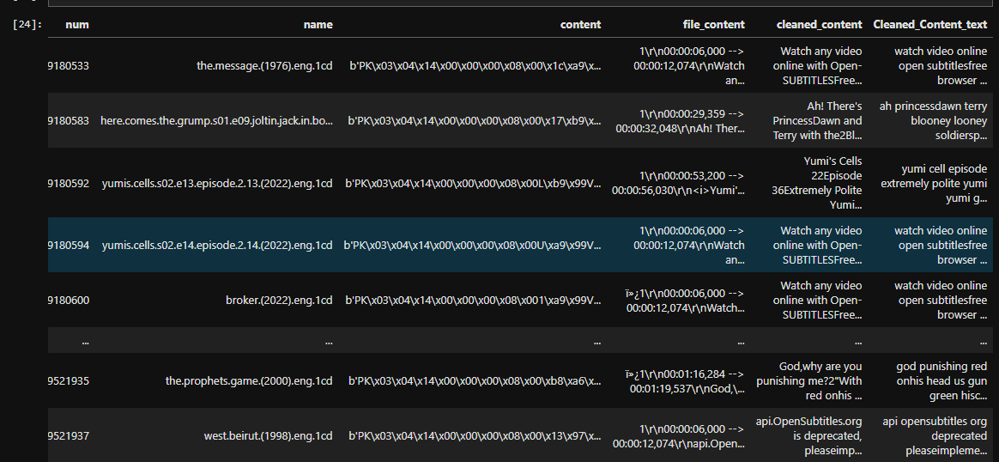 [24]:
num name content file_content cleaned_content Cleaned_Content_text
9180533 the.message.(1976).eng.1cd b'PK\x03\x04\x14\x00\x00\x00\x08\x00\x1c\xa9\x... 1\r\n00:00:06,000 --> 00:00:12,074\r\nWatch an... Watch any video online with Open-SUBTITLESFree... watch video online open subtitlesfree browser ...
9180583 here.comes.the.grump.s01.e09.joltin.jack.in.bo... b'PK\x03\x04\x14\x00\x00\x00\x08\x00\x17\xb9\x... 1\r\n00:00:29,359 --> 00:00:32,048\r\nAh! Ther... Ah! There's PrincessDawn and Terry with the2Bl... ah princessdawn terry blooney looney soldiersp...
9180592 yumis.cells.s02.e13.episode.2.13.(2022).eng.1cd b'PK\x03\x04\x14\x00\x00\x00\x08\x00L\xb9\x99V... 1\r\n00:00:53,200 --> 00:00:56,030\r\n<i>Yumi'... Yumi's Cells 22Episode 36Extremely Polite Yumi... yumi cell episode extremely polite yumi yumi g...
9180594 yumis.cells.s02.e14.episode.2.14.(2022).eng.1cd b'PK\x03\x04\x14\x00\x00\x00\x08\x00U\xa9\x99V... 1\r\n00:00:06,000 --> 00:00:12,074\r\nWatch an... Watch any video online with Open-SUBTITLESFree... watch video online open subtitlesfree browser ...
9180600 broker.(2022).eng.1cd b'PK\x03\x04\x14\x00\x00\x00\x08\x001\xa9\x99V... ï»¿1\r\n00:00:06,000 --> 00:00:12,074\r\nWatch... Watch any video online with Open-SUBTITLESFree... watch video online open subtitlesfree browser ...
... ... ... ... ... ...
9521935 the.prophets.game.(2000).eng.1cd b'PK\x03\x04\x14\x00\x00\x00\x08\x00\xb8\xa6\x... ï»¿1\r\n00:01:16,284 --> 00:01:19,537\r\nGod,\... God,why are you punishing me?2"With red onhis ... god punishing red onhis head us gun green hisc...
9521937 west.beirut.(1998).eng.1cd b'PK\x03\x04\x14\x00\x00\x00\x08\x00\x13\x97\x... 1\r\n00:00:06,000 --> 00:00:12,074\r\napi.Open... api.OpenSubtitles.org is deprecated, pleaseimp... api opensubtitles org deprecated pleaseimpleme...